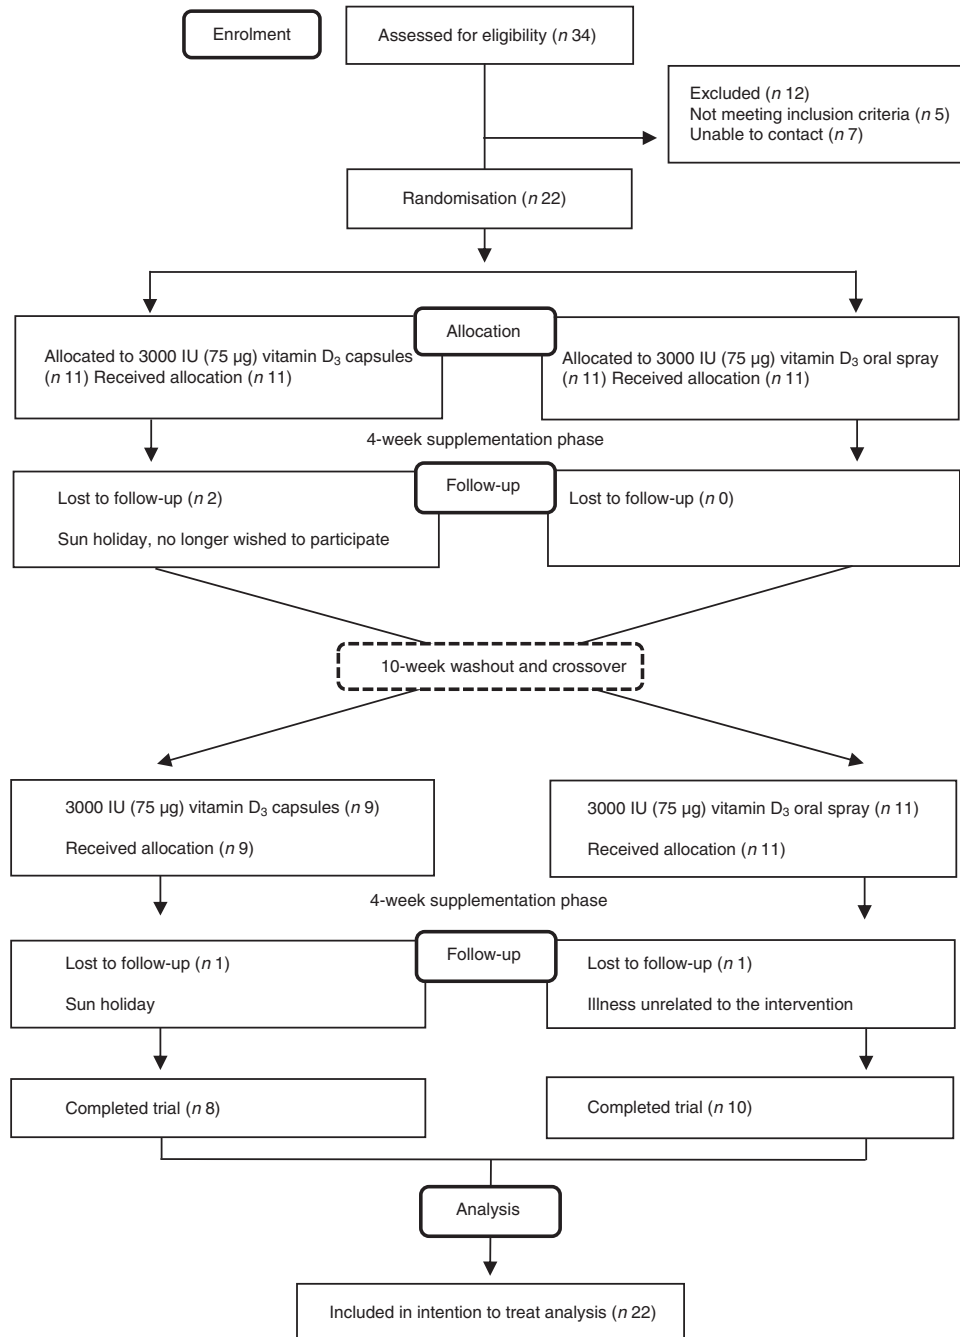 Enrolment
Assessed for eligibility (n 34)
Excluded (n 12)
Not meeting inclusion criteria (n 5)
Unable to contact (n 7)
Randomisation (n 22)
Allocation
Allocated to 3000 IU (75 µg) vitamin D₃ capsules
(n 11) Received allocation (n 11)
Allocated to 3000 IU (75 µg) vitamin D₃ oral spray
(n 11) Received allocation (n 11)
4-week supplementation phase
Follow-up
Lost to follow-up (n 2)
Sun holiday, no longer wished to participate
Lost to follow-up (n 0)
10-week washout and crossover
3000 IU (75 µg) vitamin D₃ capsules (n 9)
Received allocation (n 9)
3000 IU (75 µg) vitamin D₃ oral spray (n 11)
Received allocation (n 11)
4-week supplementation phase
Follow-up
Lost to follow-up (n 1)
Sun holiday
Lost to follow-up (n 1)
Illness unrelated to the intervention
Completed trial (n 8)
Completed trial (n 10)
Analysis
Included in intention to treat analysis (n 22)